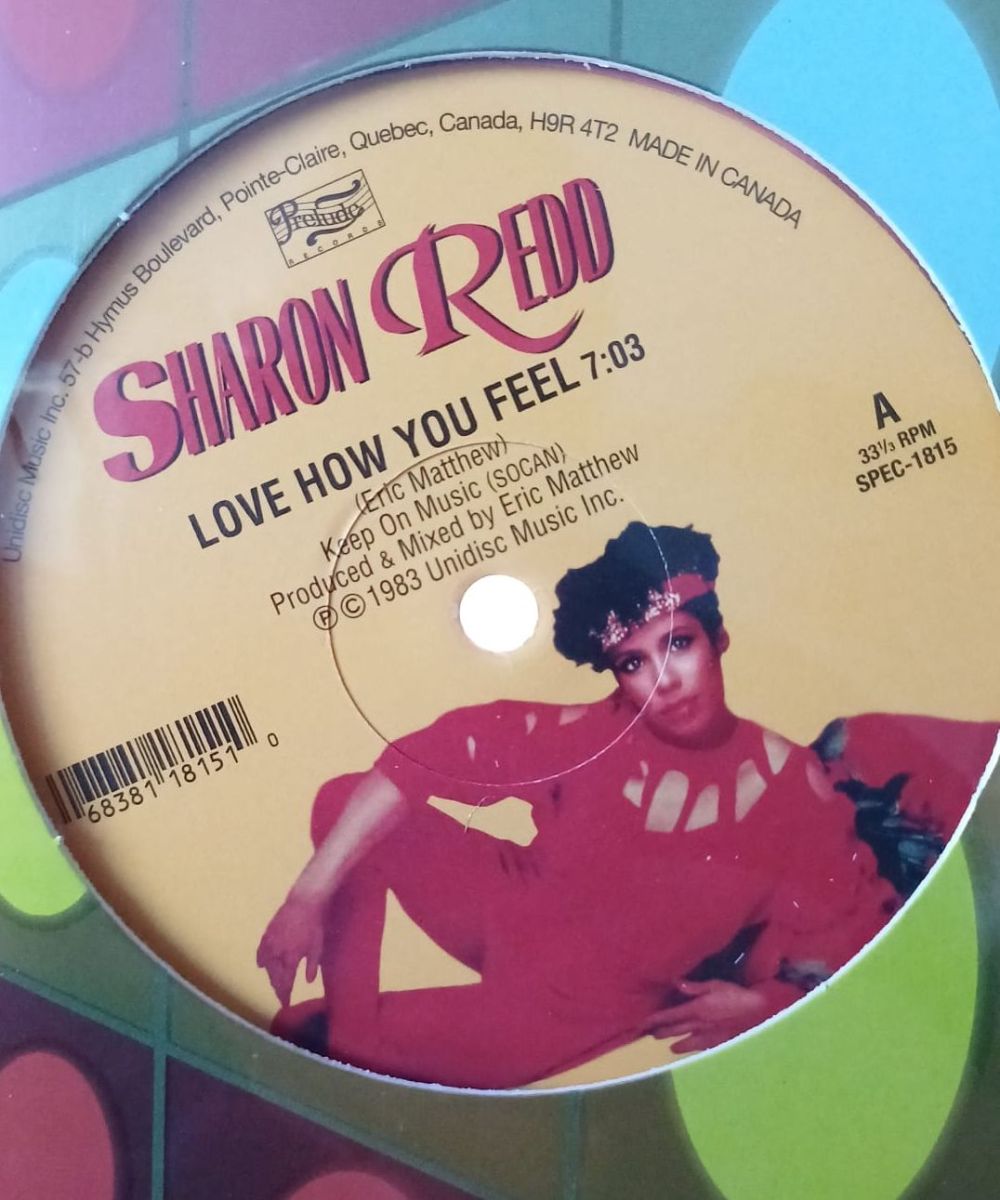 Unidisc Music Inc. 57-b Hymus Boulevard, Pointe-Claire, Quebec, Canada, H9R 4T2 MADE IN CANADA
Prelude
RECORDS
SHARON REDD
LOVE HOW YOU FEEL 7:03
(Eric Matthew)
Keep On Music (SOCAN)
Produced & Mixed by Eric Matthew
Ⓟ © 1983 Unidisc Music Inc.
A
33⅓ RPM
SPEC-1815
68381 18151 0